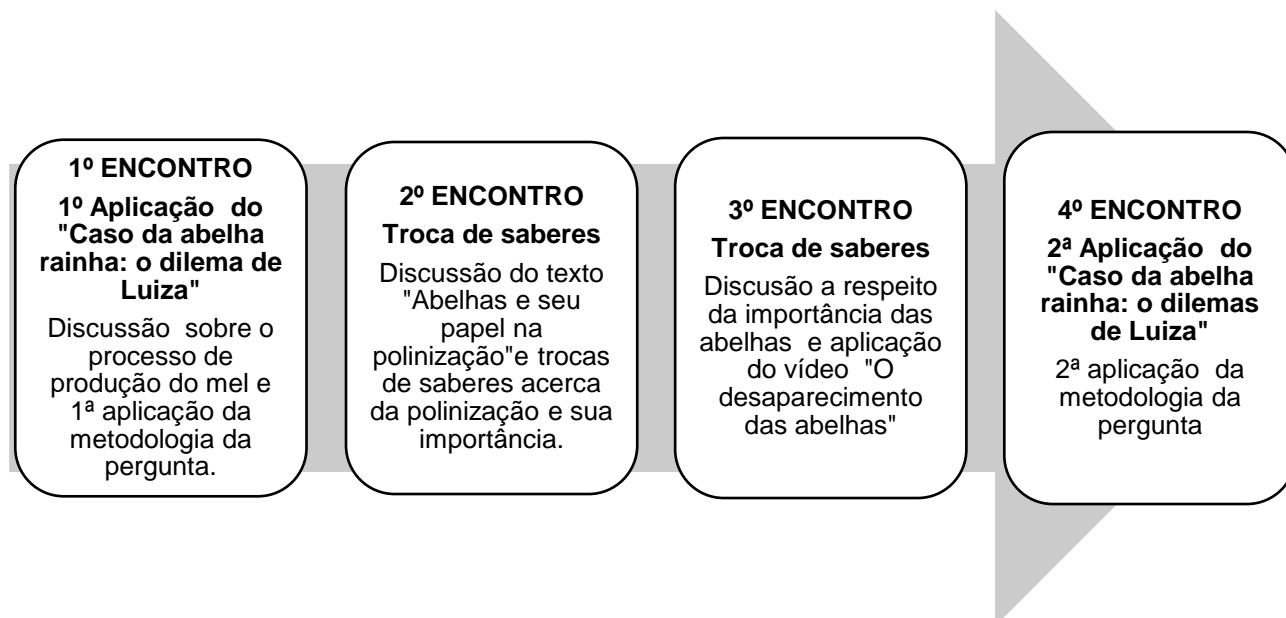 1º ENCONTRO
1º Aplicação do
"Caso da abelha
rainha: o dilema de
Luiza"
Discussão sobre o
processo de
produção do mel e
1ª aplicação da
metodologia da
pergunta.
2º ENCONTRO
Troca de saberes
Discussão do texto
"Abelhas e seu
papel na
polinização"e trocas
de saberes acerca
da polinização e sua
importância.
3º ENCONTRO
Troca de saberes
Discusão a respeito
da importância das
abelhas e aplicação
do vídeo "O
desaparecimento
das abelhas"
4º ENCONTRO
2ª Aplicação do
"Caso da abelha
rainha: o dilemas
de Luiza"
2ª aplicação da
metodologia da
pergunta